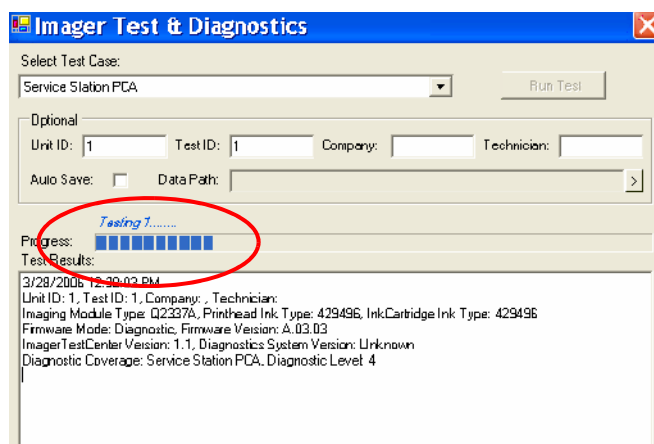 Imager Test & Diagnostics
Select Test Case:
Service Station PCA
Run Test
Optional
Unit ID: 1 Test ID: 1 Company: Technician:
Auto Save: Data Path: >
Testing 1........
Progress:
Test Results:
3/28/2006 12:38:03 PM
Unit ID: 1, Test ID: 1, Company: , Technician:
Imaging Module Type: Q2337A, Printhead Ink Type: 429496, InkCartridge Ink Type: 429496
Firmware Mode: Diagnostic, Firmware Version: A.03.03
ImagerTestCenter Version: 1.1, Diagnostics System Version: Unknown
Diagnostic Coverage: Service Station PCA. Diagnostic Level: 4